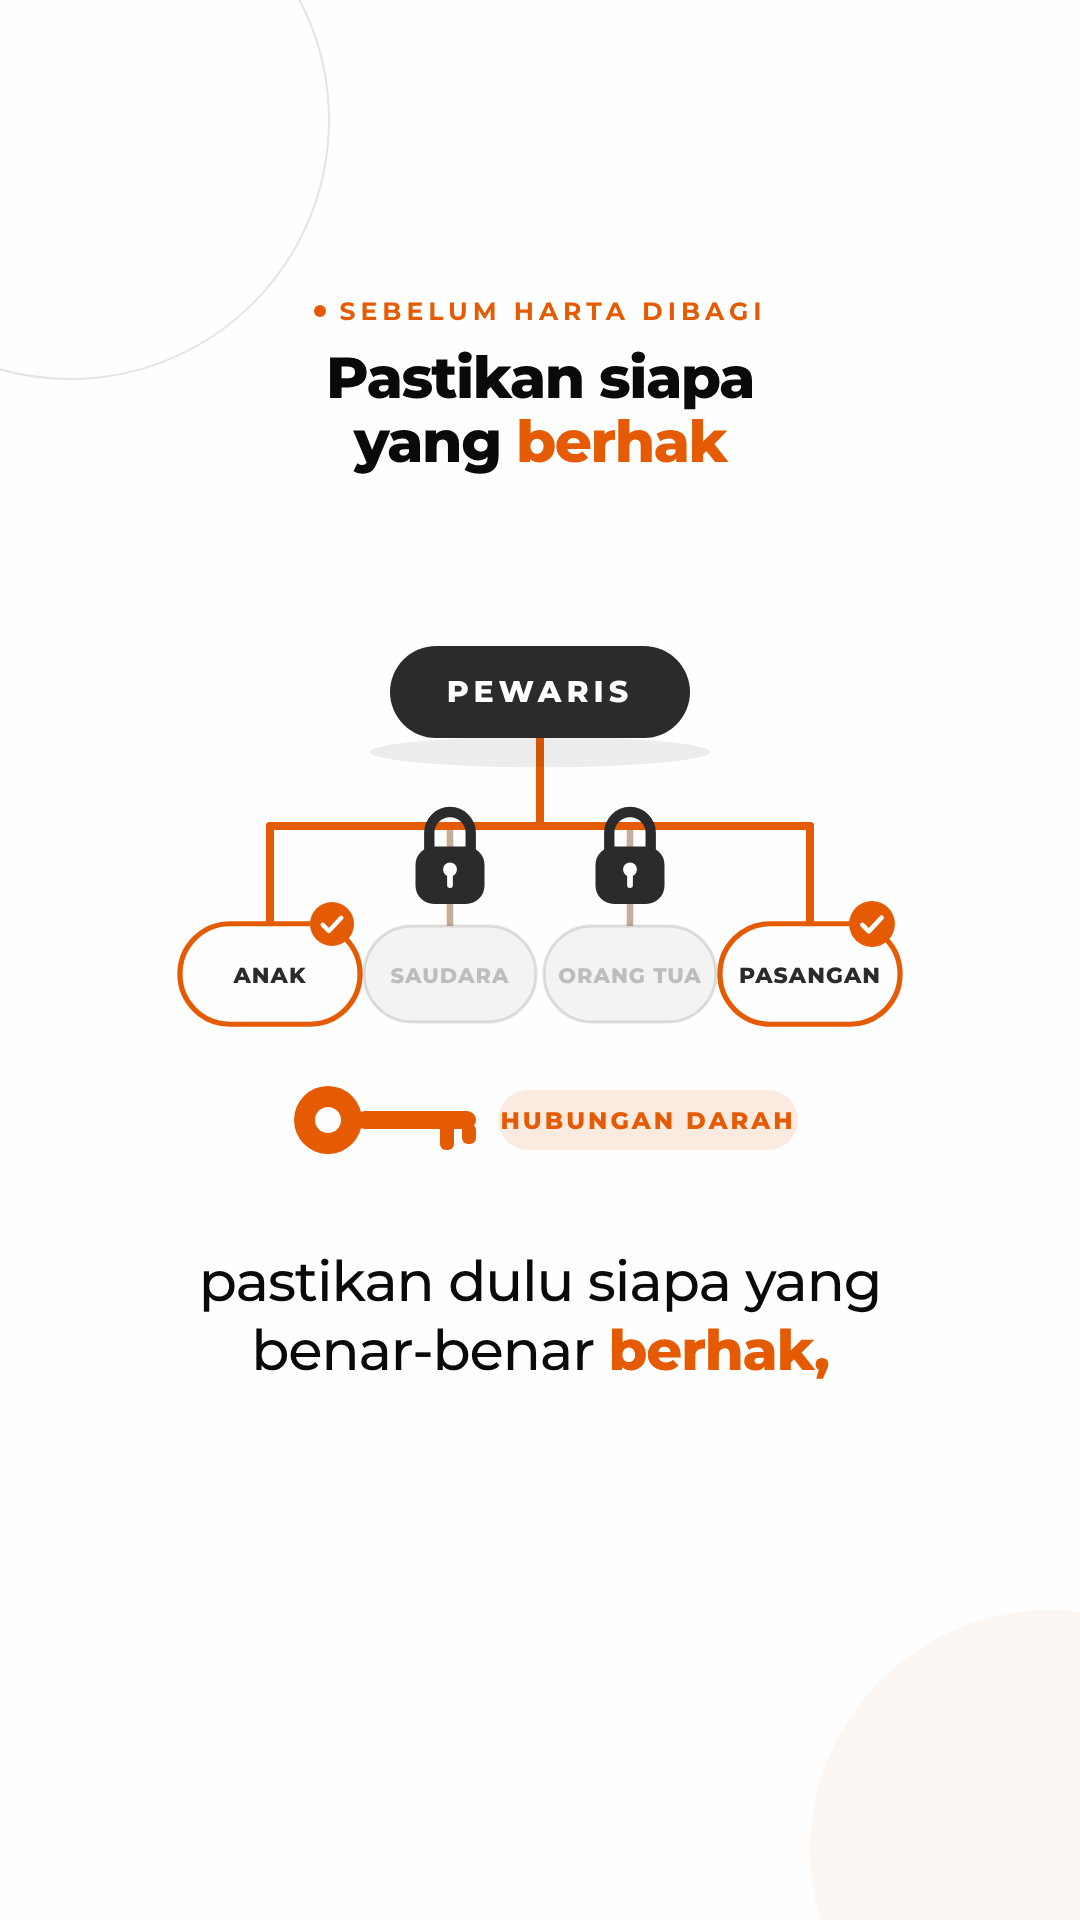 SEBELUM HARTA DIBAGI
Pastikan siapa
yang berhak
PEWARIS
ANAK
SAUDARA
ORANG TUA
PASANGAN
HUBUNGAN DARAH
pastikan dulu siapa yang
benar-benar berhak,